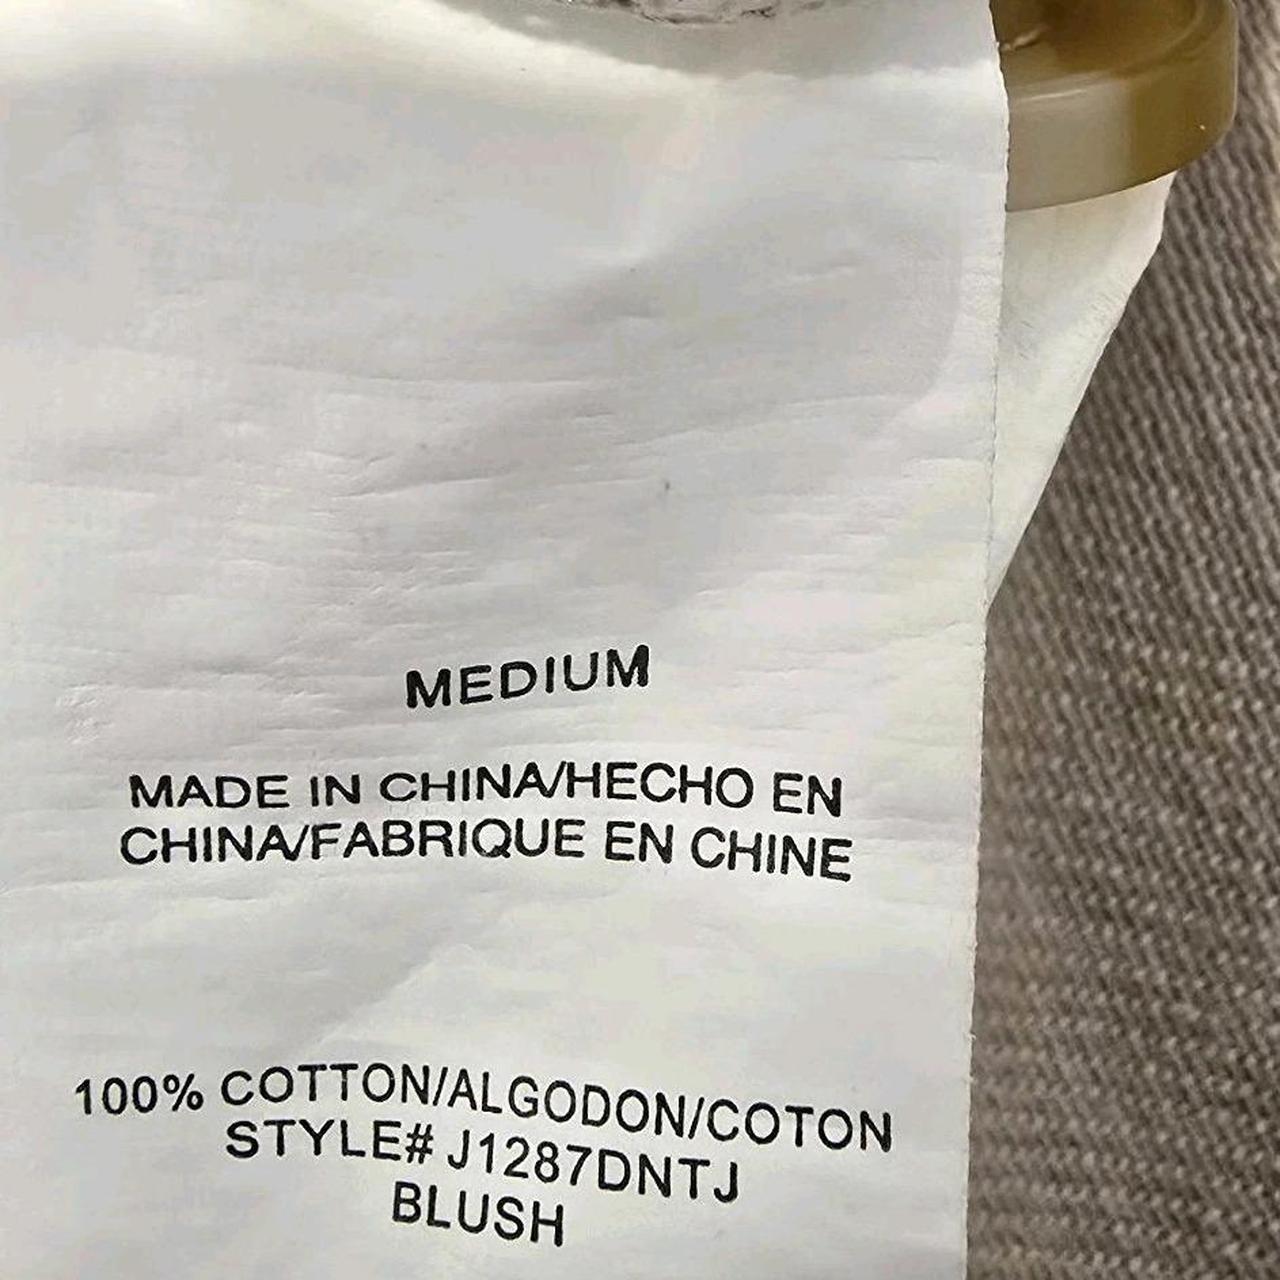 MEDIUM
MADE IN CHINA/HECHO EN
CHINA/FABRIQUE EN CHINE
100% COTTON/ALGODON/COTON
STYLE# J1287DNTJ
BLUSH